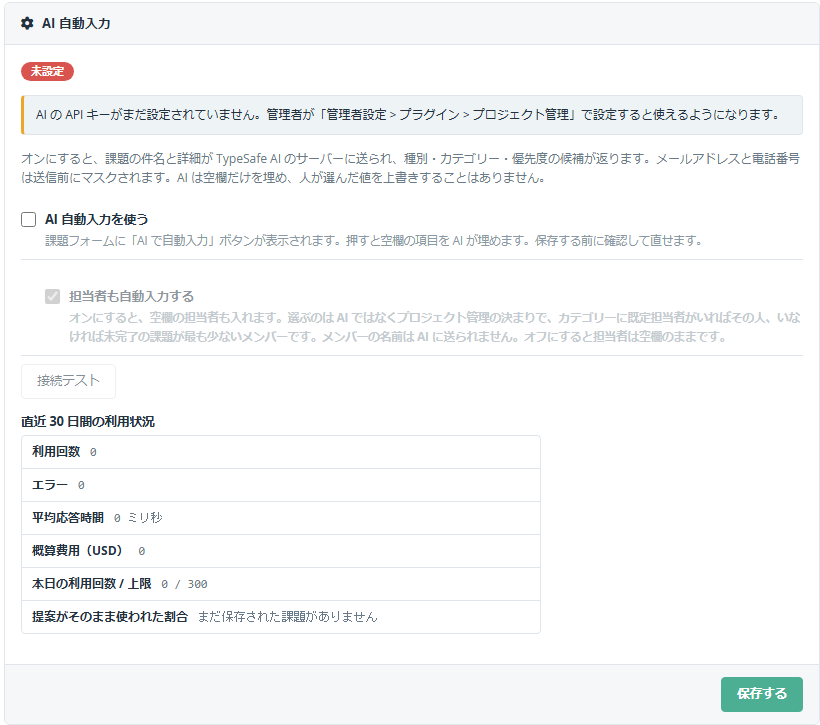 AI 自動入力
未設定
AI の API キーがまだ設定されていません。管理者が「管理者設定 > プラグイン > プロジェクト管理」で設定すると使えるようになります。
オンにすると、課題の件名と詳細が TypeSafe AI のサーバーに送られ、種別・カテゴリー・優先度の候補が返ります。メールアドレスと電話番号
は送信前にマスクされます。AI は空欄だけを埋め、人が選んだ値を上書きすることはありません。
AI 自動入力を使う
課題フォームに「AI で自動入力」ボタンが表示されます。押すと空欄の項目を AI が埋めます。保存する前に確認して直せます。
担当者も自動入力する
オンにすると、空欄の担当者も入れます。選ぶのは AI ではなくプロジェクト管理の決まりで、カテゴリーに既定担当者がいればその人、いな
ければ未完了の課題が最も少ないメンバーです。メンバーの名前は AI に送られません。オフにすると担当者は空欄のままです。
接続テスト
直近 30 日間の利用状況
利用回数 0
エラー 0
平均応答時間 0 ミリ秒
概算費用（USD） 0
本日の利用回数 / 上限 0 / 300
提案がそのまま使われた割合 まだ保存された課題がありません
保存する